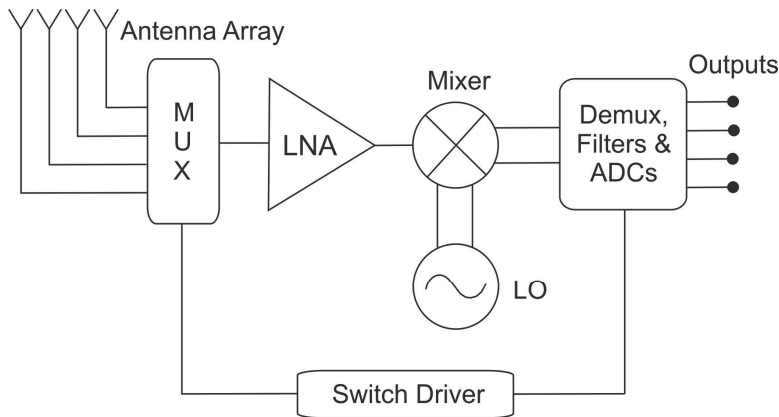 Antenna Array
M
U
X
LNA
Mixer
LO
Demux,
Filters &
ADCs
Outputs
Switch Driver